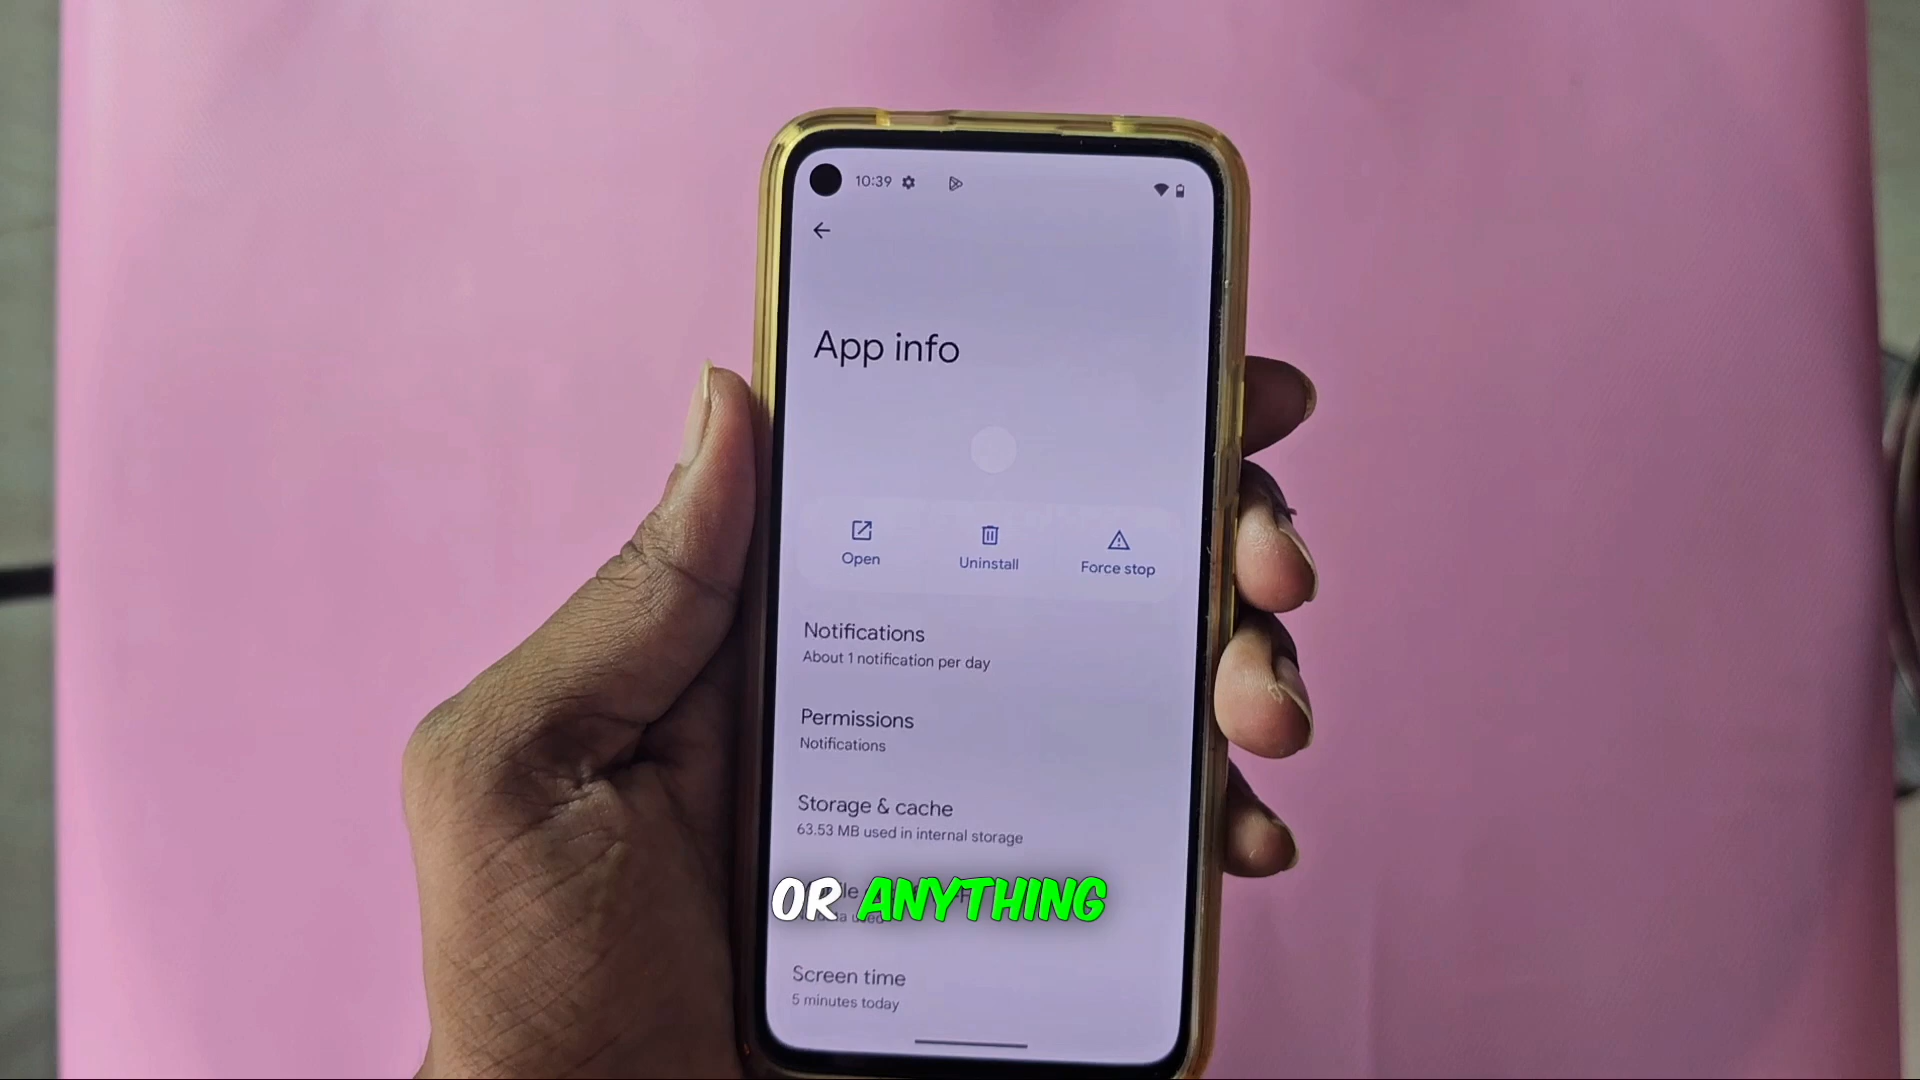 10:39
App info
Open
Uninstall
Force stop
Notifications
About 1 notification per day
Permissions
Notifications
Storage & cache
63.53 MB used in internal storage
OR ANYTHING
Screen time
5 minutes today